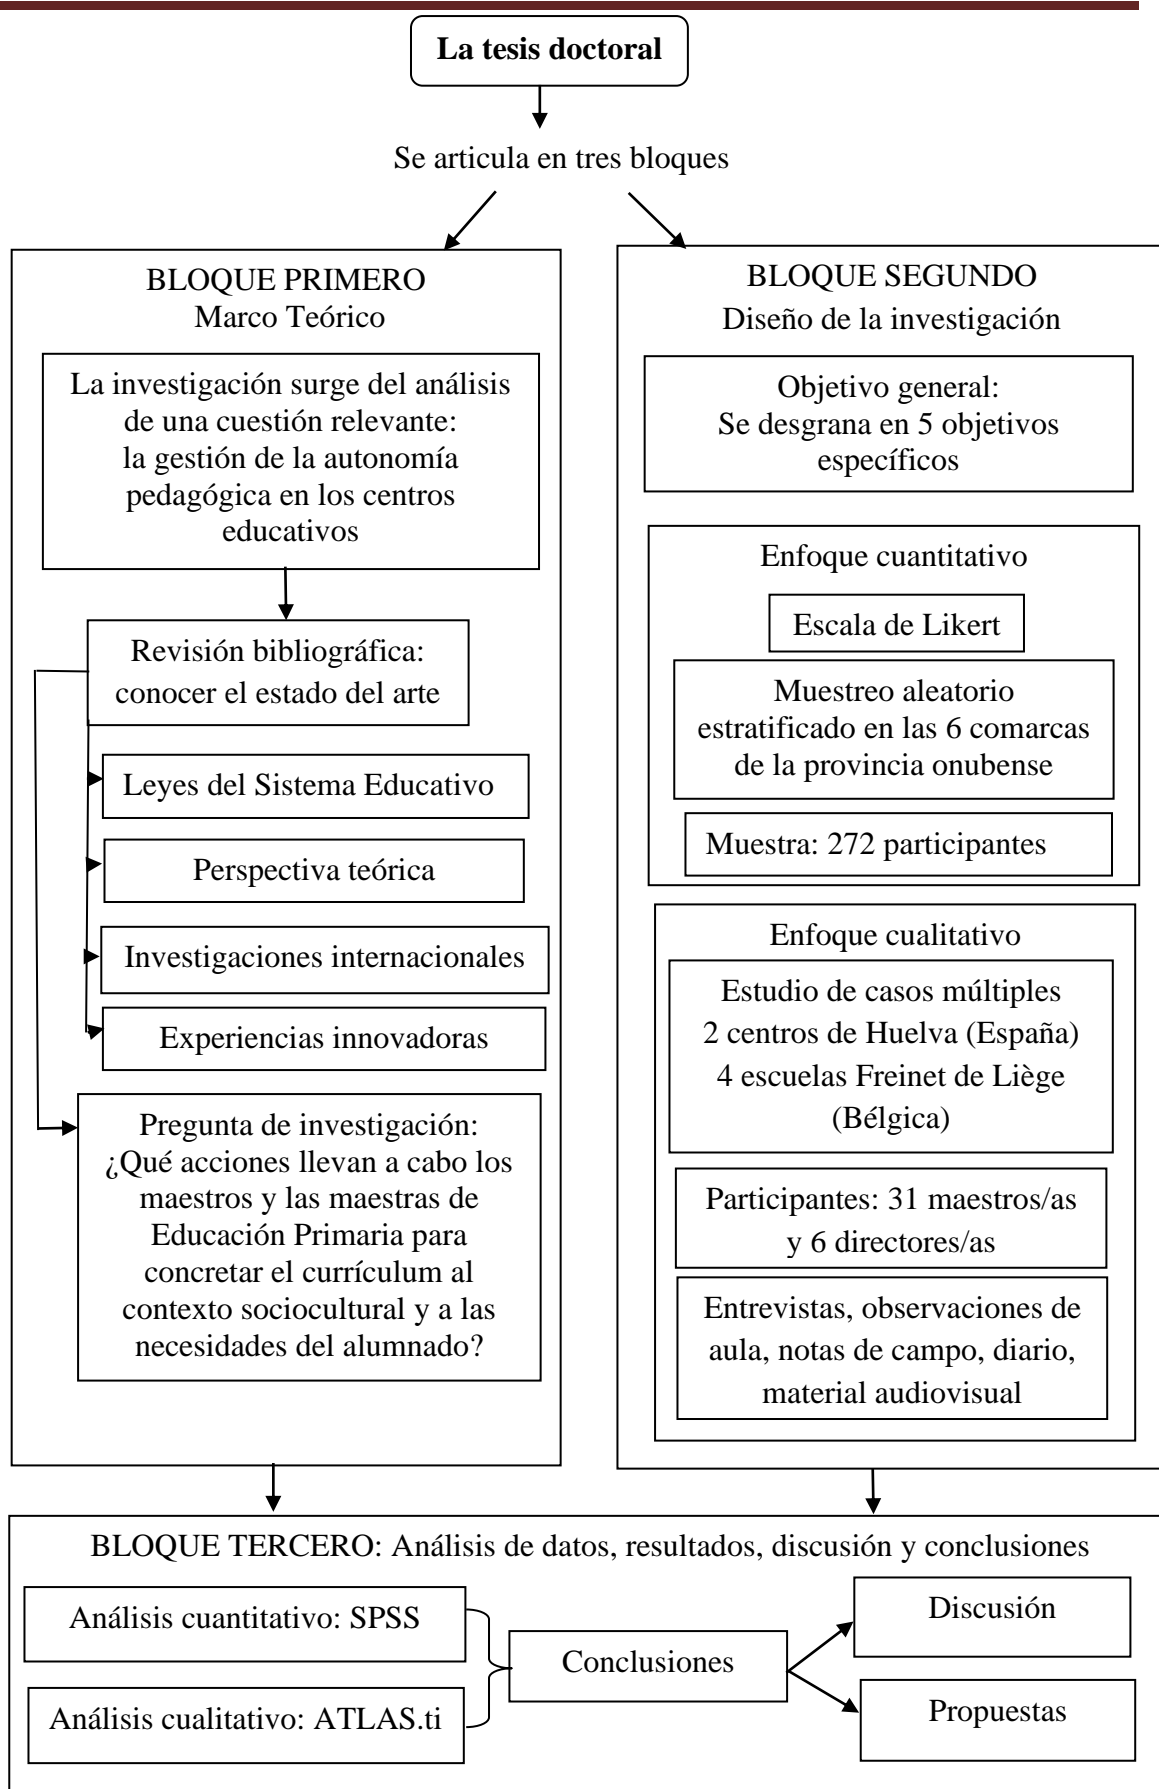 La tesis doctoral
Se articula en tres bloques
BLOQUE PRIMERO
Marco Teórico
La investigación surge del análisis
de una cuestión relevante:
la gestión de la autonomía
pedagógica en los centros
educativos
Revisión bibliográfica:
conocer el estado del arte
Leyes del Sistema Educativo
Perspectiva teórica
Investigaciones internacionales
Experiencias innovadoras
Pregunta de investigación:
¿Qué acciones llevan a cabo los
maestros y las maestras de
Educación Primaria para
concretar el currículum al
contexto sociocultural y a las
necesidades del alumnado?
BLOQUE SEGUNDO
Diseño de la investigación
Objetivo general:
Se desgrana en 5 objetivos
específicos
Enfoque cuantitativo
Escala de Likert
Muestreo aleatorio
estratificado en las 6 comarcas
de la provincia onubense
Muestra: 272 participantes
Enfoque cualitativo
Estudio de casos múltiples
2 centros de Huelva (España)
4 escuelas Freinet de Liège
(Bélgica)
Participantes: 31 maestros/as
y 6 directores/as
Entrevistas, observaciones de
aula, notas de campo, diario,
material audiovisual
BLOQUE TERCERO: Análisis de datos, resultados, discusión y conclusiones
Análisis cuantitativo: SPSS
Análisis cualitativo: ATLAS.ti
Conclusiones
Discusión
Propuestas